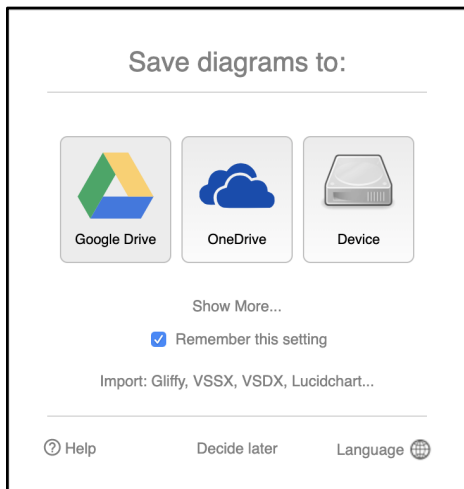 Save diagrams to:
Google Drive OneDrive Device
Show More...
Remember this setting
Import: Gliffy, VSSX, VSDX, Lucidchart...
? Help Decide later Language